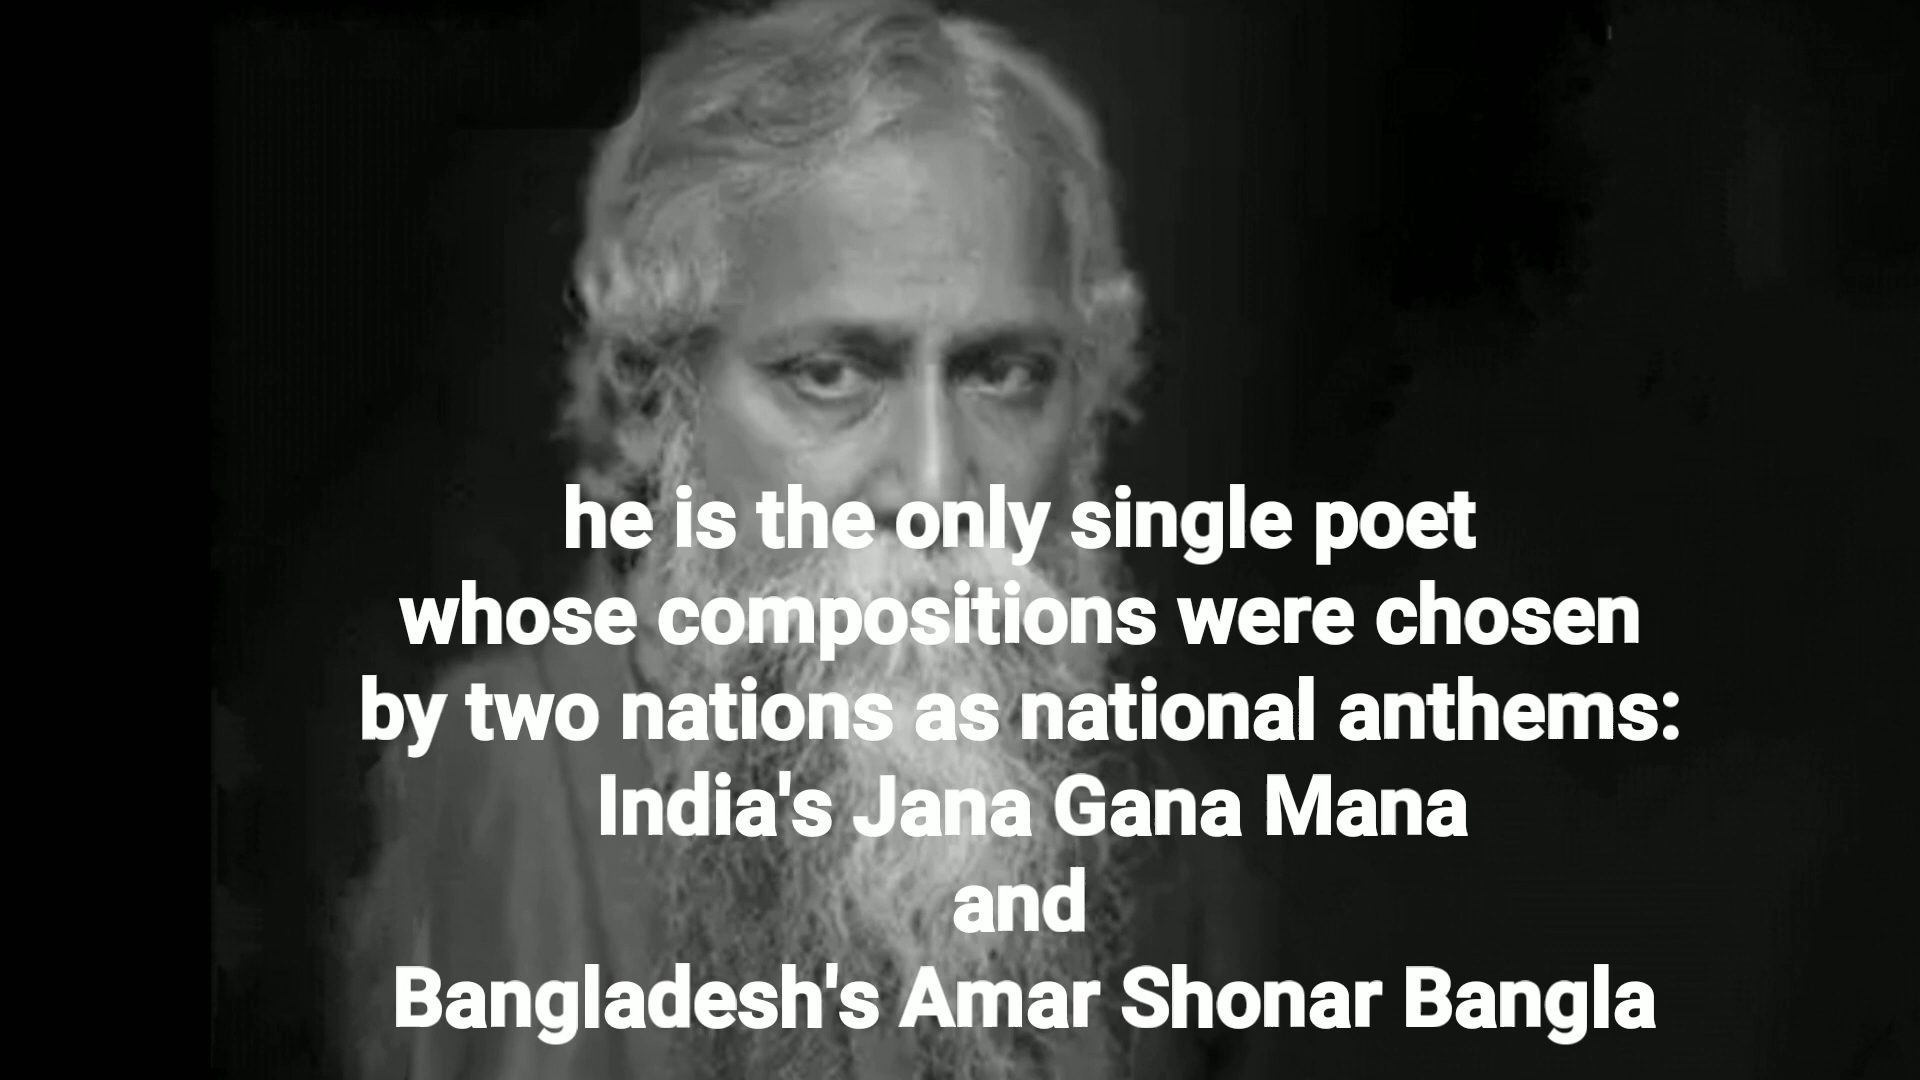 he is the only single poet
whose compositions were chosen
by two nations as national anthems:
India's Jana Gana Mana
and
Bangladesh's Amar Shonar Bangla